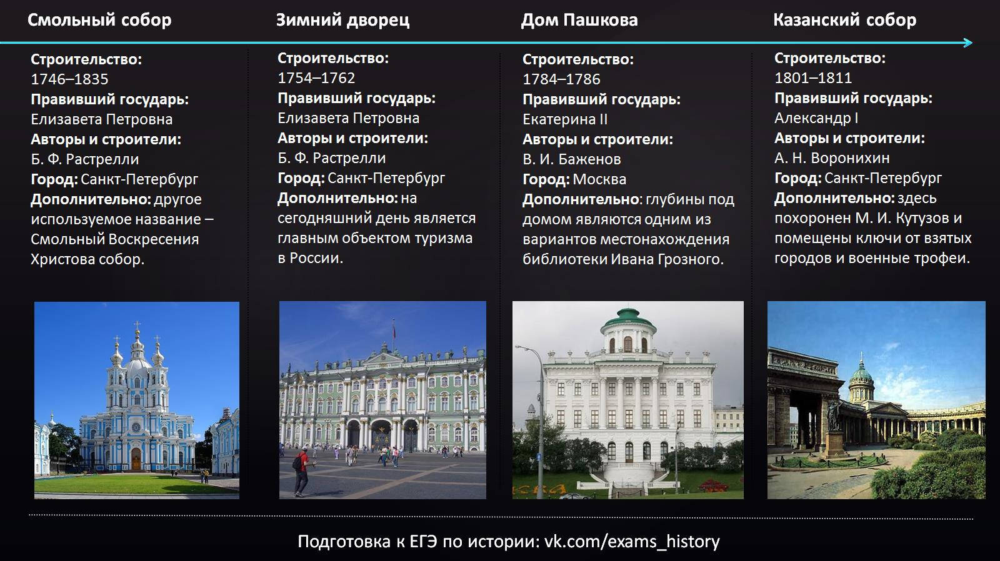 Смольный собор
Строительство:
1746–1835
Правивший государь:
Елизавета Петровна
Авторы и строители:
Б. Ф. Растрелли
Город: Санкт-Петербург
Дополнительно: другое
используемое название –
Смольный Воскресения
Христова собор.
Зимний дворец
Строительство:
1754–1762
Правивший государь:
Елизавета Петровна
Авторы и строители:
Б. Ф. Растрелли
Город: Санкт-Петербург
Дополнительно: на
сегодняшний день является
главным объектом туризма
в России.
Дом Пашкова
Строительство:
1784–1786
Правивший государь:
Екатерина II
Авторы и строители:
В. И. Баженов
Город: Москва
Дополнительно: глубины под
домом являются одним из
вариантов местонахождения
библиотеки Ивана Грозного.
Казанский собор
Строительство:
1801–1811
Правивший государь:
Александр I
Авторы и строители:
А. Н. Воронихин
Город: Санкт-Петербург
Дополнительно: здесь
похоронен М. И. Кутузов и
помещены ключи от взятых
городов и военные трофеи.
Подготовка к ЕГЭ по истории: vk.com/exams_history